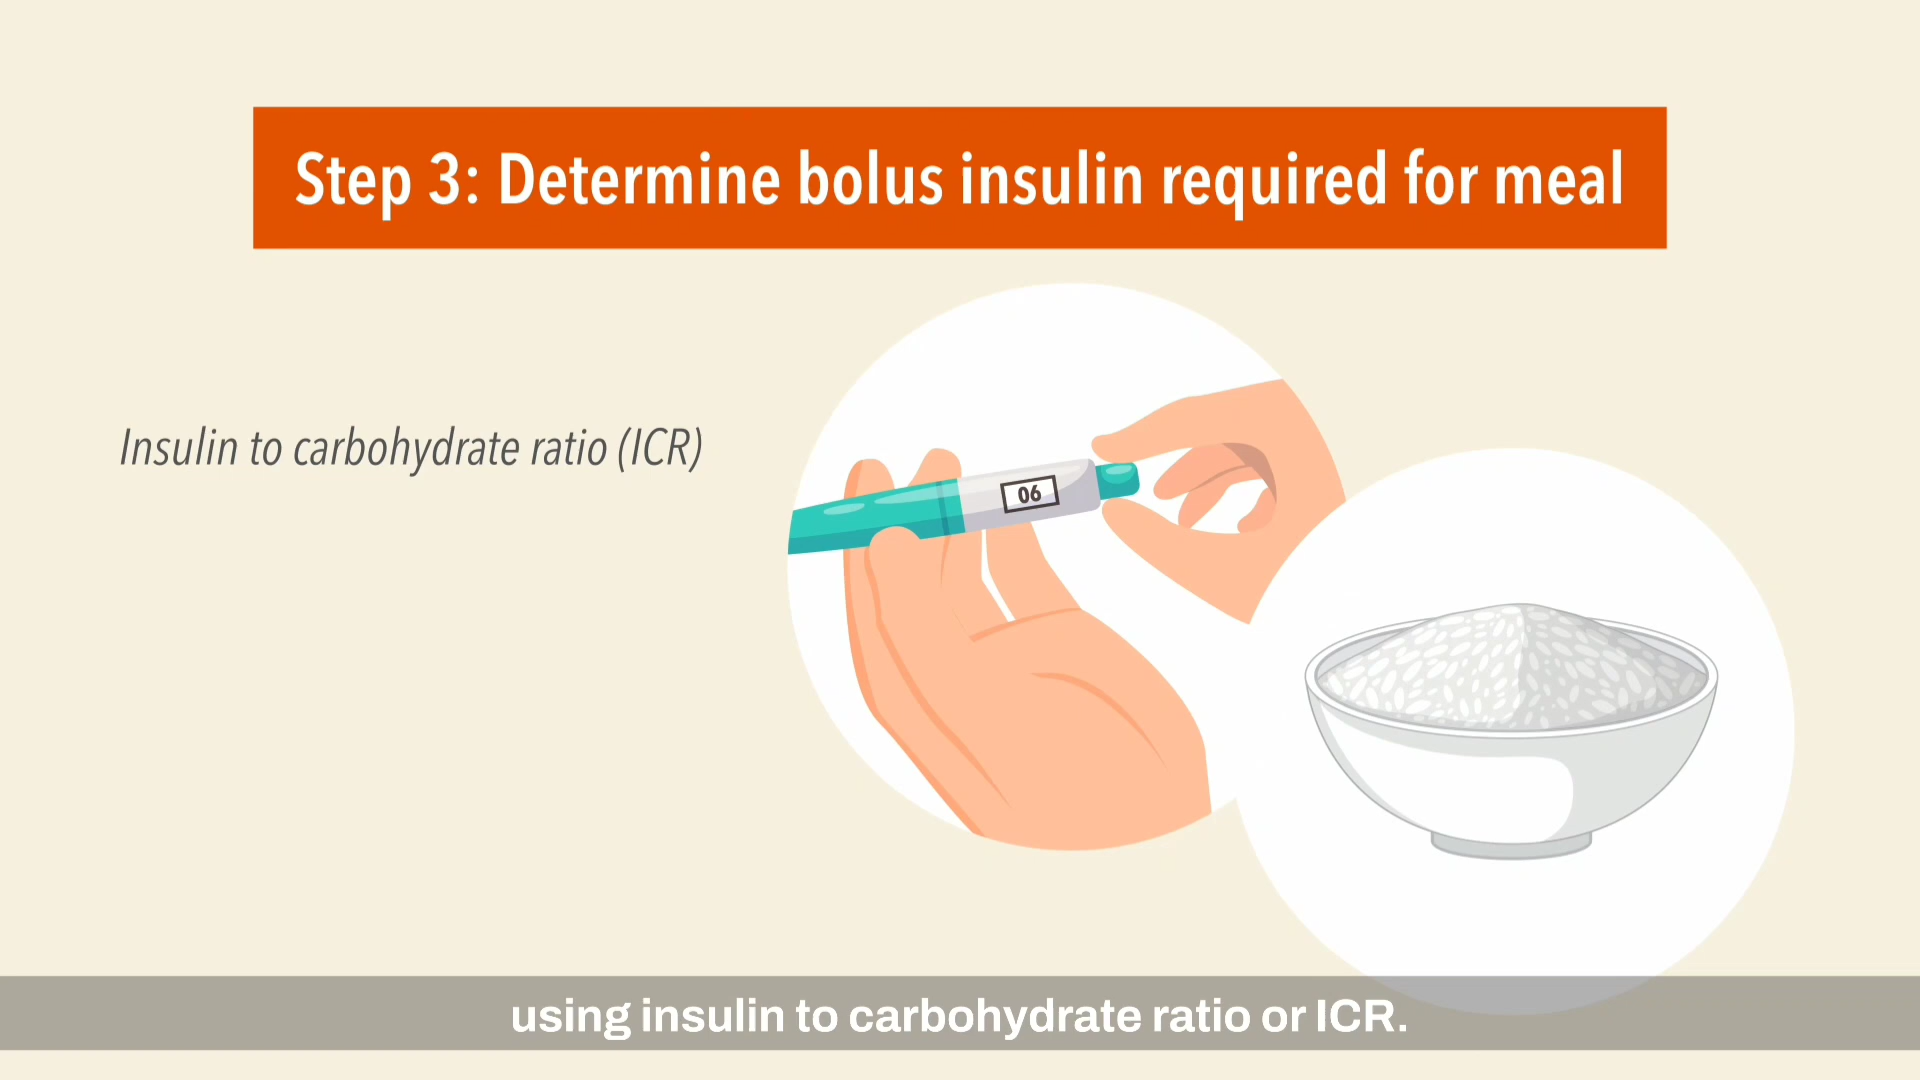 Step 3: Determine bolus insulin required for meal
Insulin to carbohydrate ratio (ICR)
06
using insulin to carbohydrate ratio or ICR.